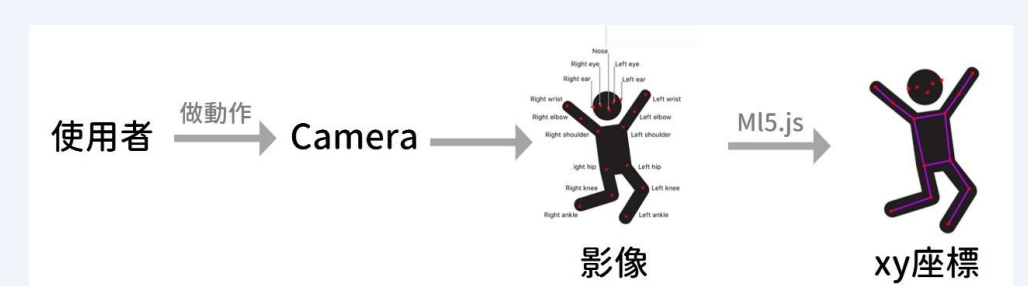 使用者
做動作
Camera
Nose
Right eye
Left eye
Right ear
Left ear
Right wrist
Left wrist
Right elbow
Left elbow
Right shoulder
Left shoulder
ight hip
Left hip
Right knee
Left knee
Right ankle
Left ankle
影像
Ml5.js
xy座標